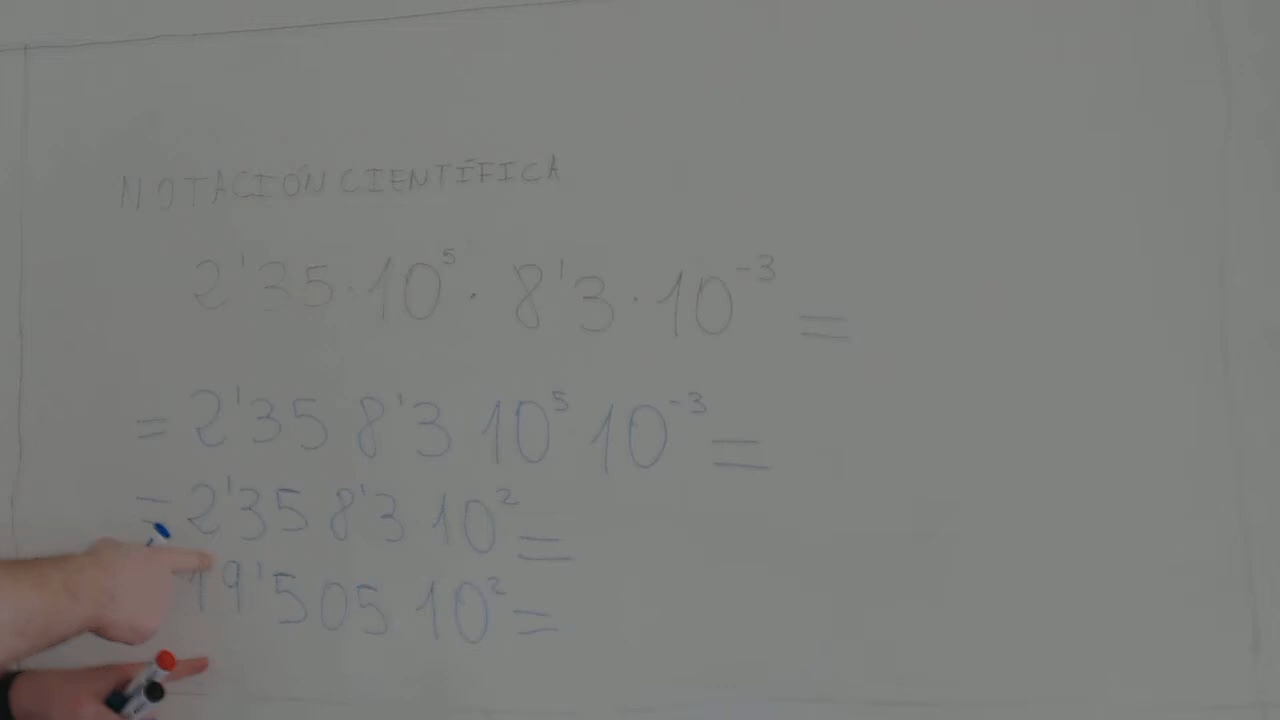 NOTACIÓN CIENTÍFICA
2'35·10⁵·8'3·10⁻³=
=2'35 8'3 10⁵ 10⁻³=
=2'35 8'3 10²=
19'505 10²=